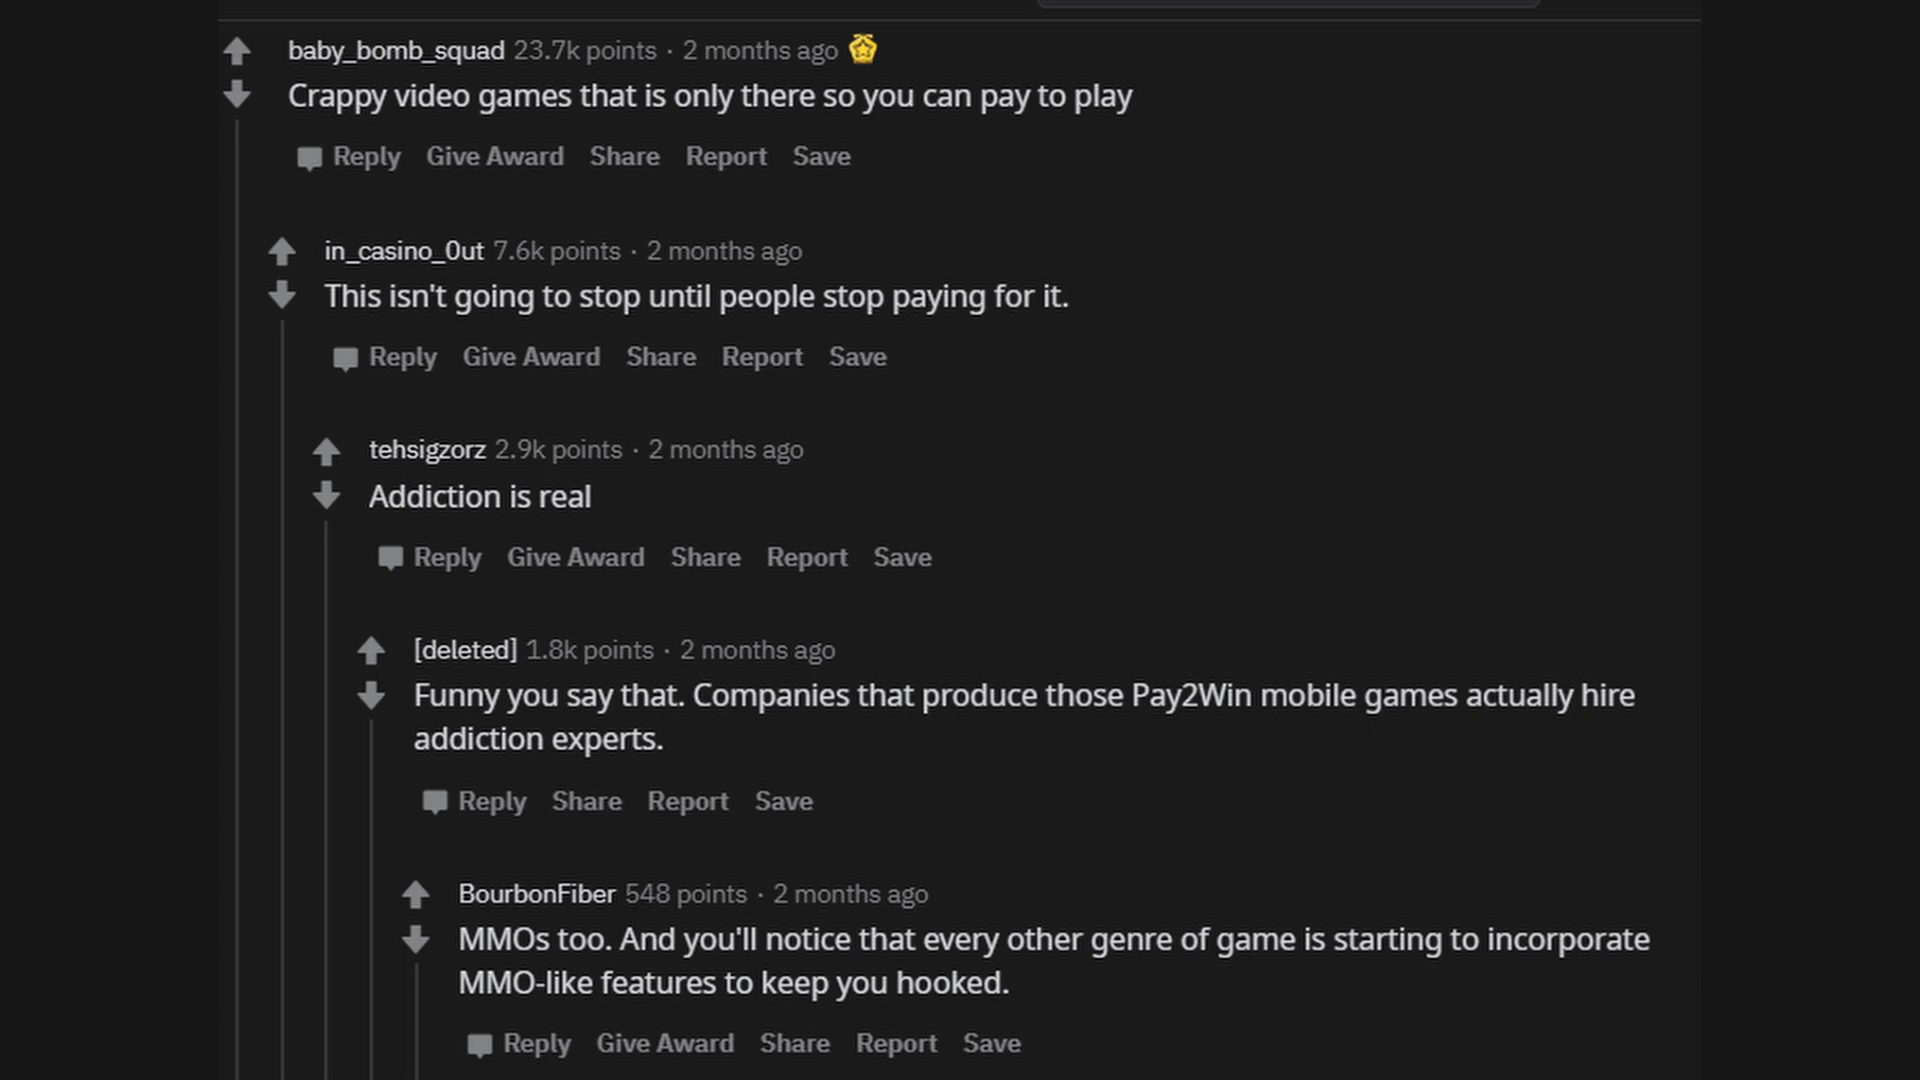 baby_bomb_squad 23.7k points · 2 months ago
Crappy video games that is only there so you can pay to play
Reply Give Award Share Report Save
in_casino_0ut 7.6k points · 2 months ago
This isn't going to stop until people stop paying for it.
Reply Give Award Share Report Save
tehsigzorz 2.9k points · 2 months ago
Addiction is real
Reply Give Award Share Report Save
[deleted] 1.8k points · 2 months ago
Funny you say that. Companies that produce those Pay2Win mobile games actually hire
addiction experts.
Reply Share Report Save
BourbonFiber 548 points · 2 months ago
MMOs too. And you'll notice that every other genre of game is starting to incorporate
MMO-like features to keep you hooked.
Reply Give Award Share Report Save